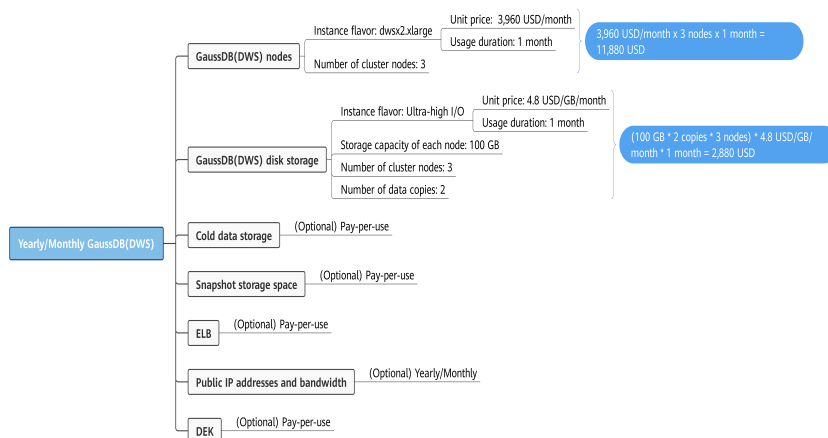 Unit price: 3,960 USD/month
Instance flavor: dwsx2.xlarge
Usage duration: 1 month
3,960 USD/month x 3 nodes x 1 month =
11,880 USD
GaussDB(DWS) nodes
Number of cluster nodes: 3
Unit price: 4.8 USD/GB/month
Instance flavor: Ultra-high I/O
Usage duration: 1 month
(100 GB * 2 copies * 3 nodes) * 4.8 USD/GB/
month * 1 month = 2,880 USD
Storage capacity of each node: 100 GB
GaussDB(DWS) disk storage
Number of cluster nodes: 3
Number of data copies: 2
Yearly/Monthly GaussDB(DWS)
Cold data storage
(Optional) Pay-per-use
Snapshot storage space
(Optional) Pay-per-use
ELB
(Optional) Pay-per-use
Public IP addresses and bandwidth
(Optional) Yearly/Monthly
DEK
(Optional) Pay-per-use